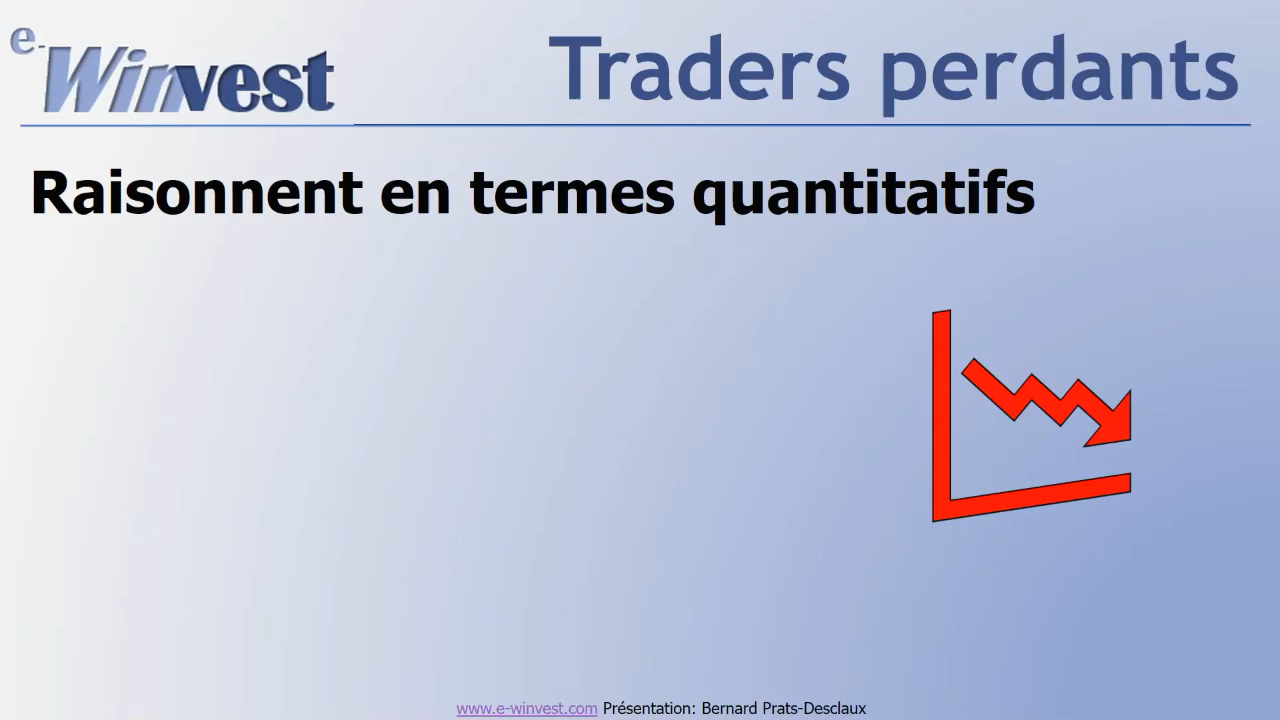 e-Winvest
Traders perdants
Raisonnent en termes quantitatifs
www.e-winvest.com Présentation: Bernard Prats-Desclaux